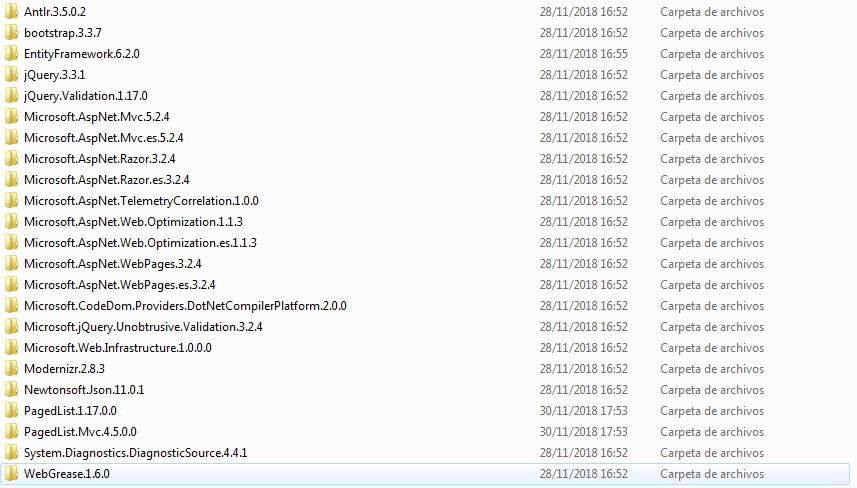 Antlr.3.5.0.2 28/11/2018 16:52 Carpeta de archivos
bootstrap.3.3.7 28/11/2018 16:52 Carpeta de archivos
EntityFramework.6.2.0 28/11/2018 16:55 Carpeta de archivos
jQuery.3.3.1 28/11/2018 16:52 Carpeta de archivos
jQuery.Validation.1.17.0 28/11/2018 16:52 Carpeta de archivos
Microsoft.AspNet.Mvc.5.2.4 28/11/2018 16:52 Carpeta de archivos
Microsoft.AspNet.Mvc.es.5.2.4 28/11/2018 16:52 Carpeta de archivos
Microsoft.AspNet.Razor.3.2.4 28/11/2018 16:52 Carpeta de archivos
Microsoft.AspNet.Razor.es.3.2.4 28/11/2018 16:52 Carpeta de archivos
Microsoft.AspNet.TelemetryCorrelation.1.0.0 28/11/2018 16:52 Carpeta de archivos
Microsoft.AspNet.Web.Optimization.1.1.3 28/11/2018 16:52 Carpeta de archivos
Microsoft.AspNet.Web.Optimization.es.1.1.3 28/11/2018 16:52 Carpeta de archivos
Microsoft.AspNet.WebPages.3.2.4 28/11/2018 16:52 Carpeta de archivos
Microsoft.AspNet.WebPages.es.3.2.4 28/11/2018 16:52 Carpeta de archivos
Microsoft.CodeDom.Providers.DotNetCompilerPlatform.2.0.0 28/11/2018 16:52 Carpeta de archivos
Microsoft.jQuery.Unobtrusive.Validation.3.2.4 28/11/2018 16:52 Carpeta de archivos
Microsoft.Web.Infrastructure.1.0.0.0 28/11/2018 16:52 Carpeta de archivos
Modernizr.2.8.3 28/11/2018 16:52 Carpeta de archivos
Newtonsoft.Json.11.0.1 28/11/2018 16:52 Carpeta de archivos
PagedList.1.17.0.0 30/11/2018 17:53 Carpeta de archivos
PagedList.Mvc.4.5.0.0 30/11/2018 17:53 Carpeta de archivos
System.Diagnostics.DiagnosticSource.4.4.1 28/11/2018 16:52 Carpeta de archivos
WebGrease.1.6.0 28/11/2018 16:52 Carpeta de archivos